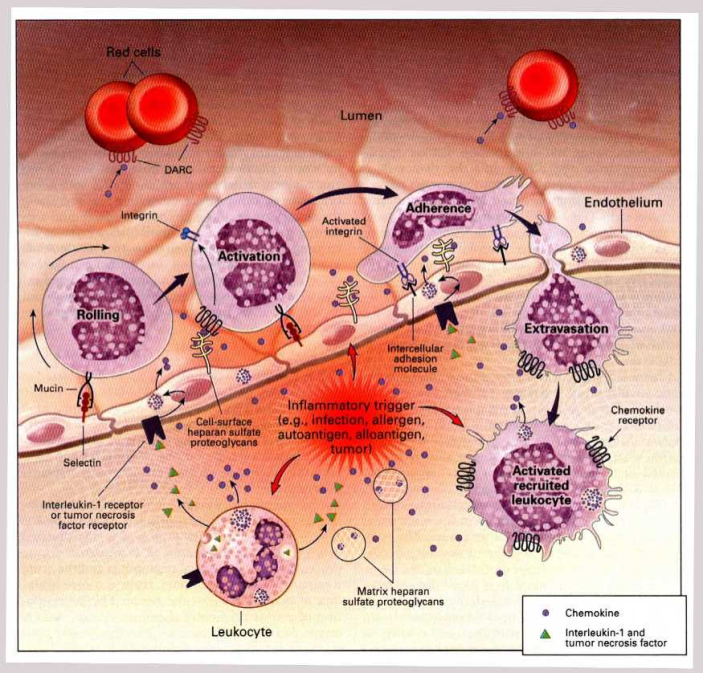 Red cells
Lumen
DARC
Integrin
Activated
integrin
Adherence
Endothelium
Activation
Rolling
Extravasation
Intercellular
adhesion
molecule
Mucin
Inflammatory trigger
(e.g., infection, allergen,
autoantigen, alloantigen,
tumor)
Cell-surface
heparan sulfate
proteoglycans
Chemokine
receptor
Selectin
Activated
recruited
leukocyte
Interleukin-1 receptor
or tumor necrosis
factor receptor
Matrix heparan
sulfate proteoglycans
Leukocyte
Chemokine
Interleukin-1 and
tumor necrosis factor